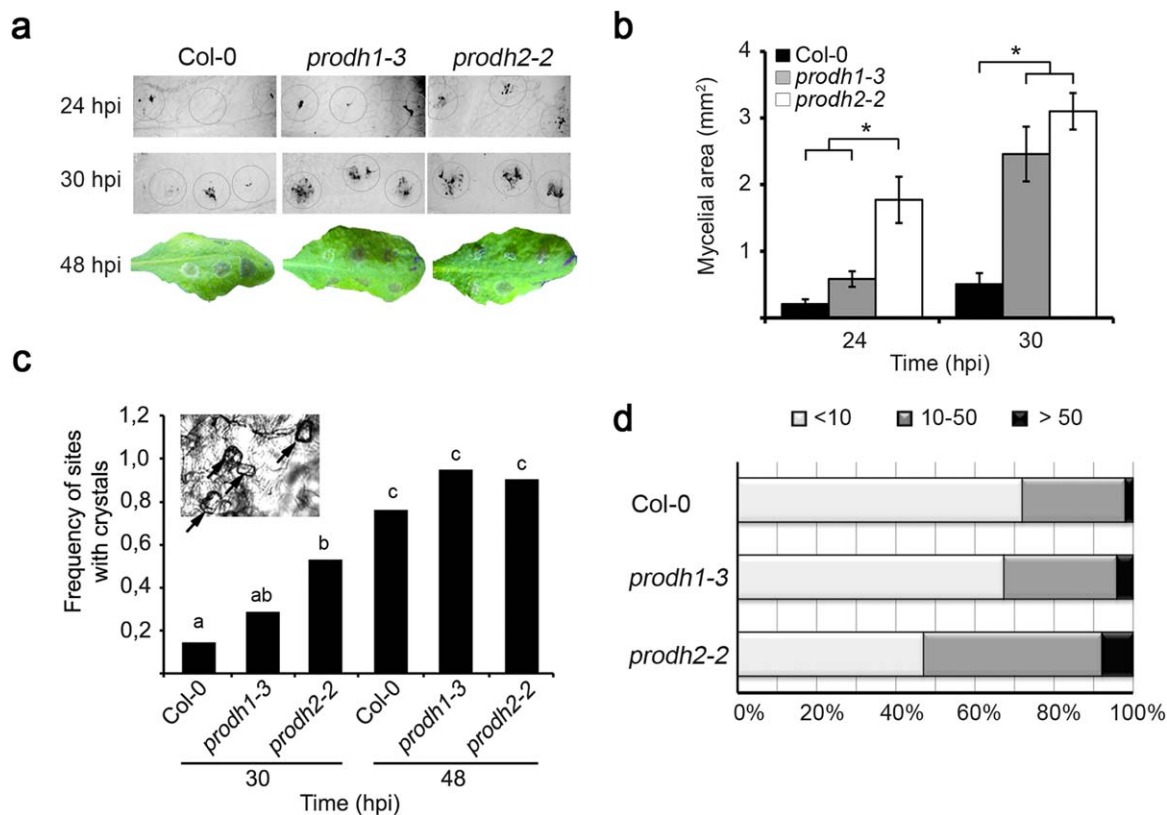 a
Col-0 prodh1-3 prodh2-2
24 hpi
30 hpi
48 hpi
b
Mycelial area (mm²)
4
3
2
1
Col-0
prodh1-3
prodh2-2
*
*
24 30
Time (hpi)
c
Frequency of sites
with crystals
1,2
1,0
0,8
0,6
0,4
0,2
a
ab
b
c
c
c
Col-0
prodh1-3
prodh2-2
Col-0
prodh1-3
prodh2-2
30 48
Time (hpi)
d
<10 10-50 > 50
Col-0
prodh1-3
prodh2-2
0% 20% 40% 60% 80% 100%